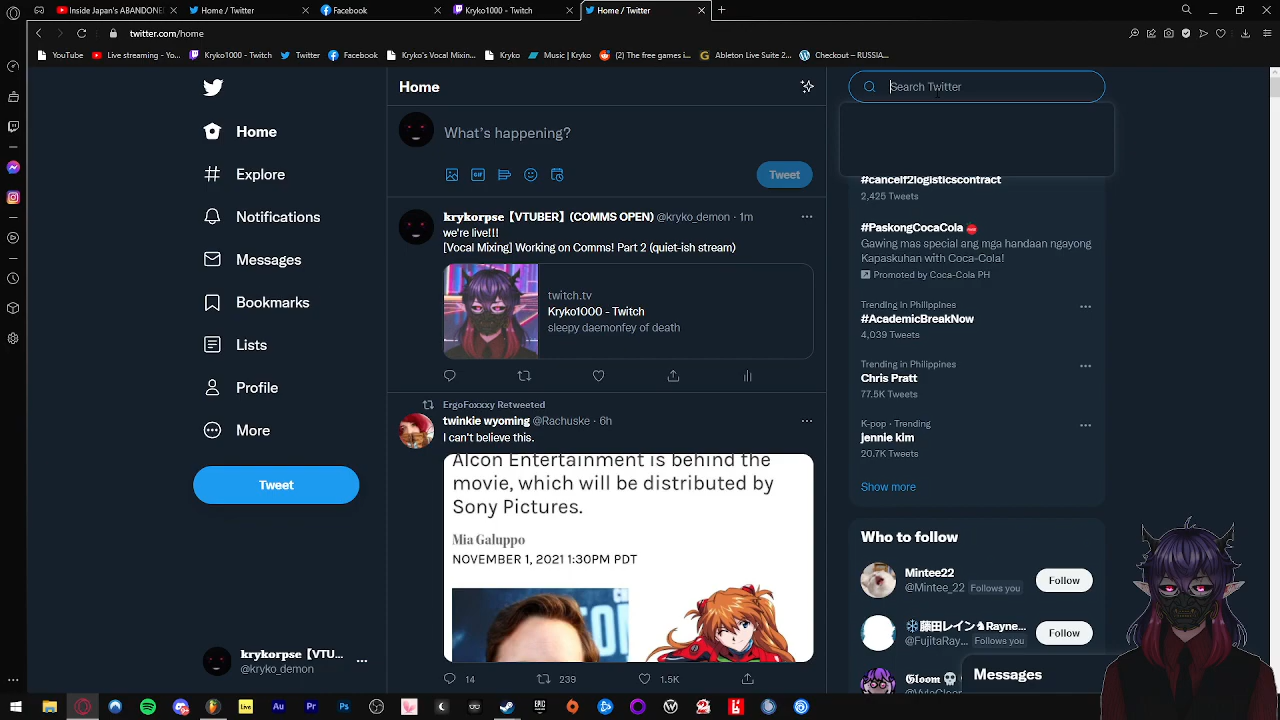 Inside Japan's ABANDONE
Home / Twitter
Facebook
Kryko1000 - Twitch
Home / Twitter
twitter.com/home
YouTube
Live streaming - Yo...
Kryko1000 - Twitch
Twitter
Facebook
Kryko's Vocal Mixin...
Kryko
Music | Kryko
(2) The free games i...
Ableton Live Suite 2...
Checkout – RUSSIA...
Home
Explore
Notifications
Messages
Bookmarks
Lists
Profile
More
Tweet
krykorpse【VTU...
@kryko_demon
Home
What's happening?
GIF
Tweet
krykorpse【VTUBER】(COMMS OPEN) @kryko_demon · 1m
we're live!!!
[Vocal Mixing] Working on Comms! Part 2 (quiet-ish stream)
twitch.tv
Kryko1000 - Twitch
sleepy daemonfey of death
ErgoFoxxxy Retweeted
twinkie wyoming @Rachuske · 6h
I can't believe this.
Alcon Entertainment is behind the
movie, which will be distributed by
Sony Pictures.
Mia Galuppo
NOVEMBER 1, 2021 1:30PM PDT
14
239
1.5K
Search Twitter
#cancelf2logisticscontract
2,425 Tweets
#PaskongCocaCola
Gawing mas special ang mga handaan ngayong
Kapaskuhan with Coca-Cola!
Promoted by Coca-Cola PH
Trending in Philippines
#AcademicBreakNow
4,039 Tweets
Trending in Philippines
Chris Pratt
77.5K Tweets
K-pop · Trending
jennie kim
20.7K Tweets
Show more
Who to follow
Mintee22
@Mintee_22 Follows you
Follow
@FujitaRay... Follows you
Follow
Messages
Live
Au
Pr
Ps
EPIC